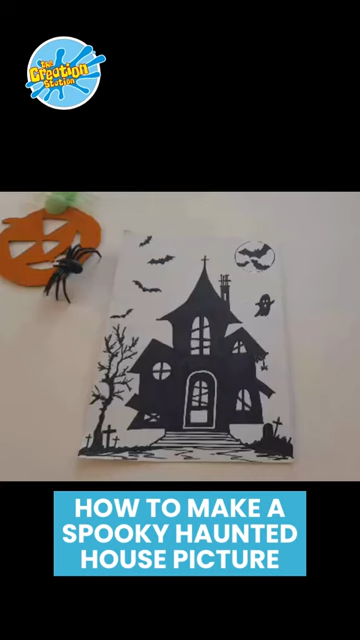 the
Creation
Station
HOW TO MAKE A
SPOOKY HAUNTED
HOUSE PICTURE